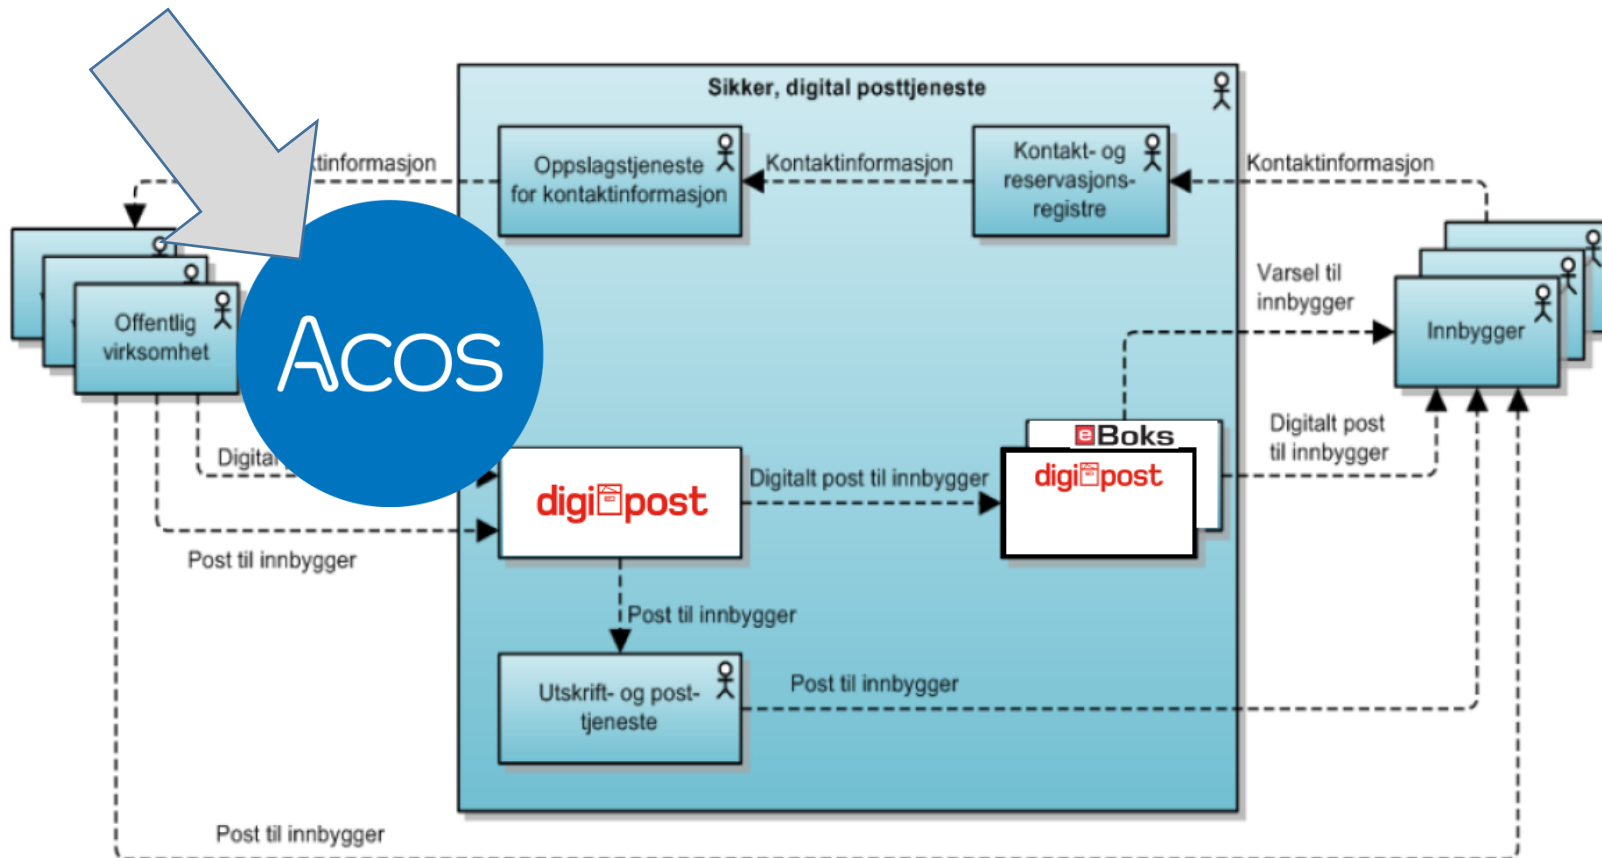 Sikker, digital posttjeneste
Oppslagstjeneste
for kontaktinformasjon
Kontaktinformasjon
Kontakt- og
reservasjons-
registre
Kontaktinformasjon
Varsel til
innbygger
Offentlig
virksomhet
ACOS
Innbygger
eBoks
digipost
Digitalt post
til innbygger
digipost
Digitalt post til innbygger
Post til innbygger
Post til innbygger
Utskrift- og post-
tjeneste
Post til innbygger
Post til innbygger